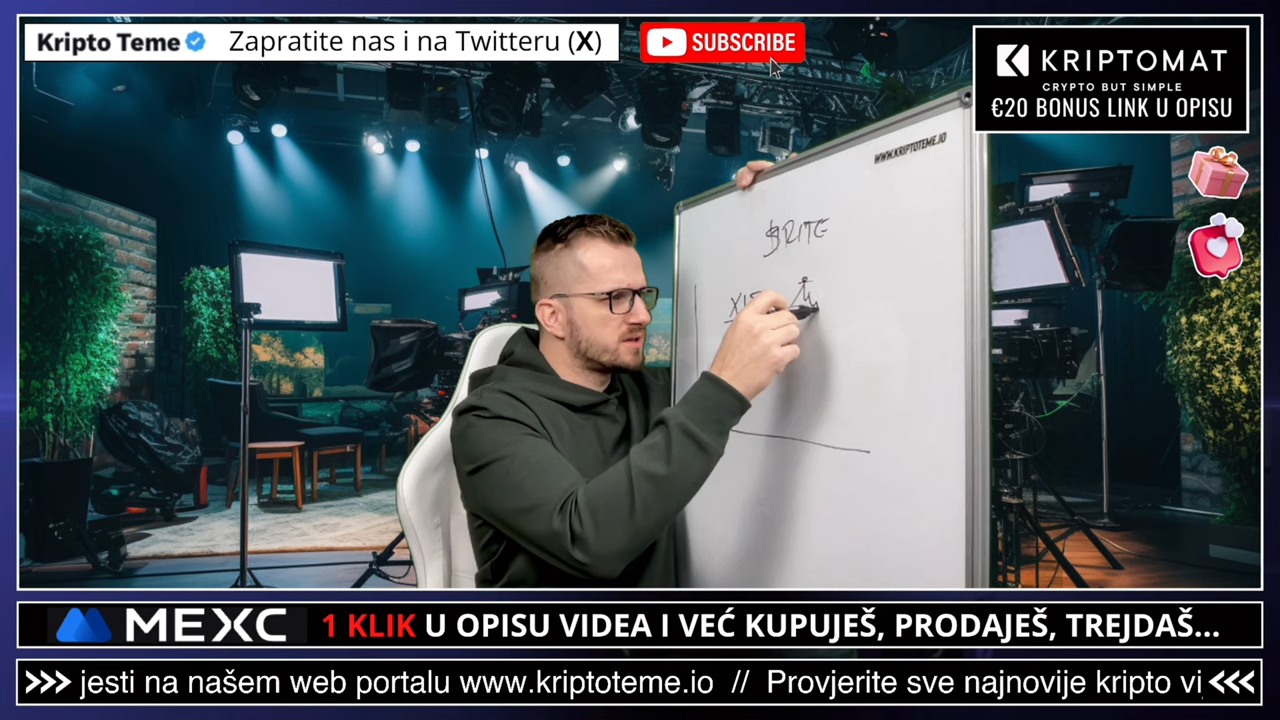 Kripto Teme
Zapratite nas i na Twitteru (X)
SUBSCRIBE
KRIPTOMAT
CRYPTO BUT SIMPLE
€20 BONUS LINK U OPISU
WWW.KRIPTOTEME.IO
$RITE
MEXC
1 KLIK U OPISU VIDEA I VEĆ KUPUJEŠ, PRODAJEŠ, TREJDAŠ...
>>> jesti na našem web portalu www.kriptoteme.io // Provjerite sve najnovije kripto vi <<<